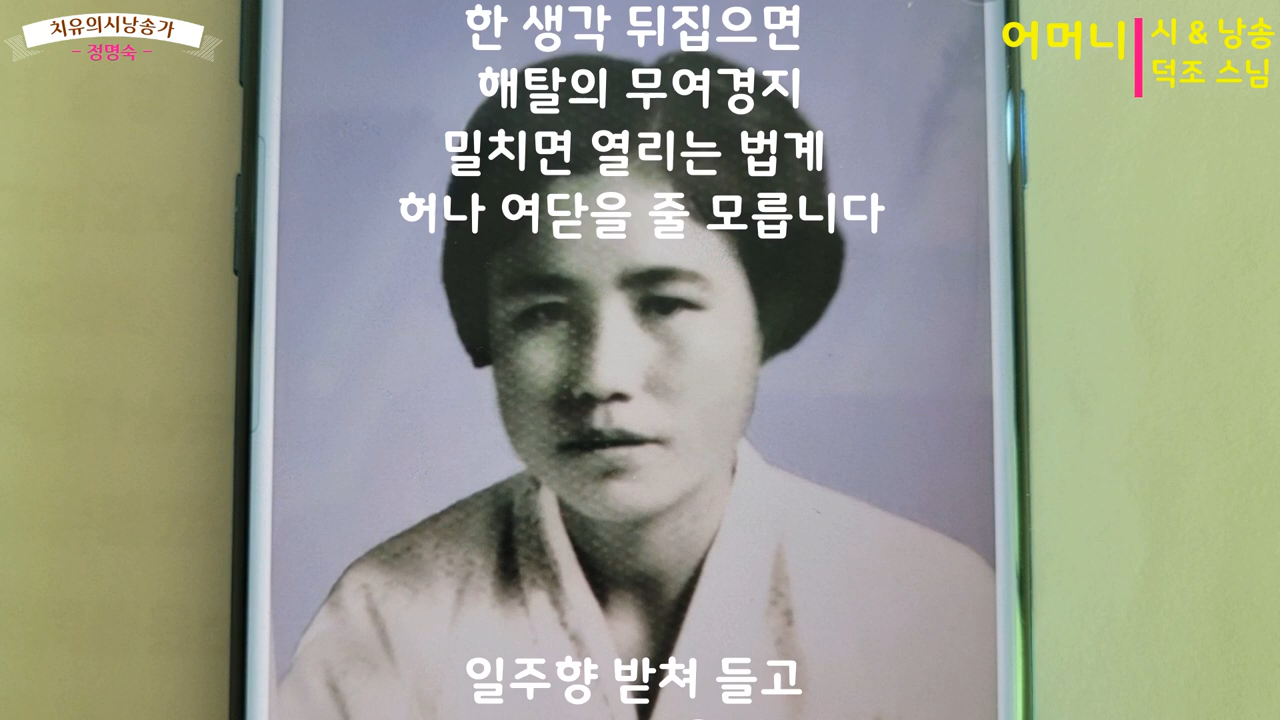 치유의시낭송가
- 정명숙 -
어머니
시 & 낭송
덕조 스님
한 생각 뒤집으면
해탈의 무여경지
밀치면 열리는 법계
허나 여닫을 줄 모릅니다
일주향 받쳐 들고